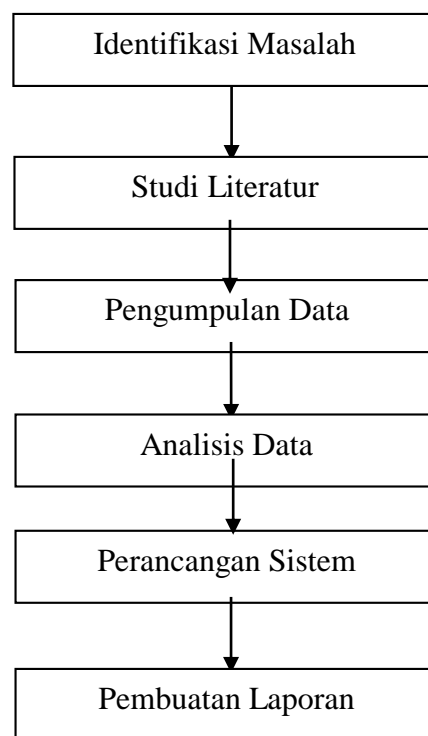 Identifikasi Masalah
Studi Literatur
Pengumpulan Data
Analisis Data
Perancangan Sistem
Pembuatan Laporan